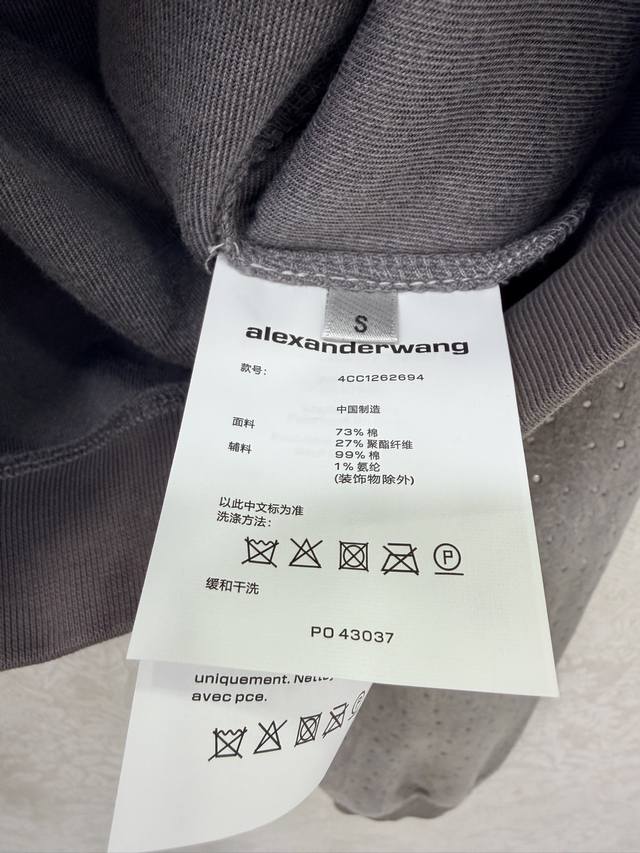 S
alexanderwang
款号: 4CC1262694
中国制造
面料 73% 棉
27% 聚酯纤维
辅料 99% 棉
1% 氨纶
(装饰物除外)
以此中文标为准
洗涤方法:
P
缓和干洗
PO 43037
uniquement.
avec pce.